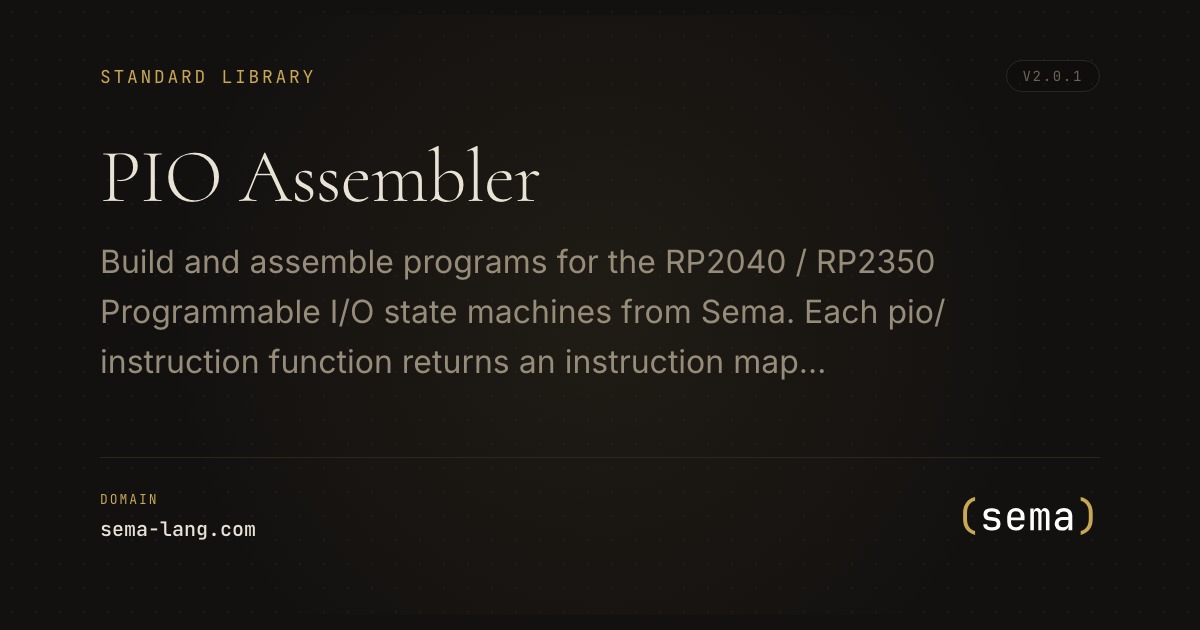 STANDARD LIBRARY
V2.0.1
PIO Assembler
Build and assemble programs for the RP2040 / RP2350
Programmable I/O state machines from Sema. Each pio/
instruction function returns an instruction map...
DOMAIN
sema-lang.com
(sema)